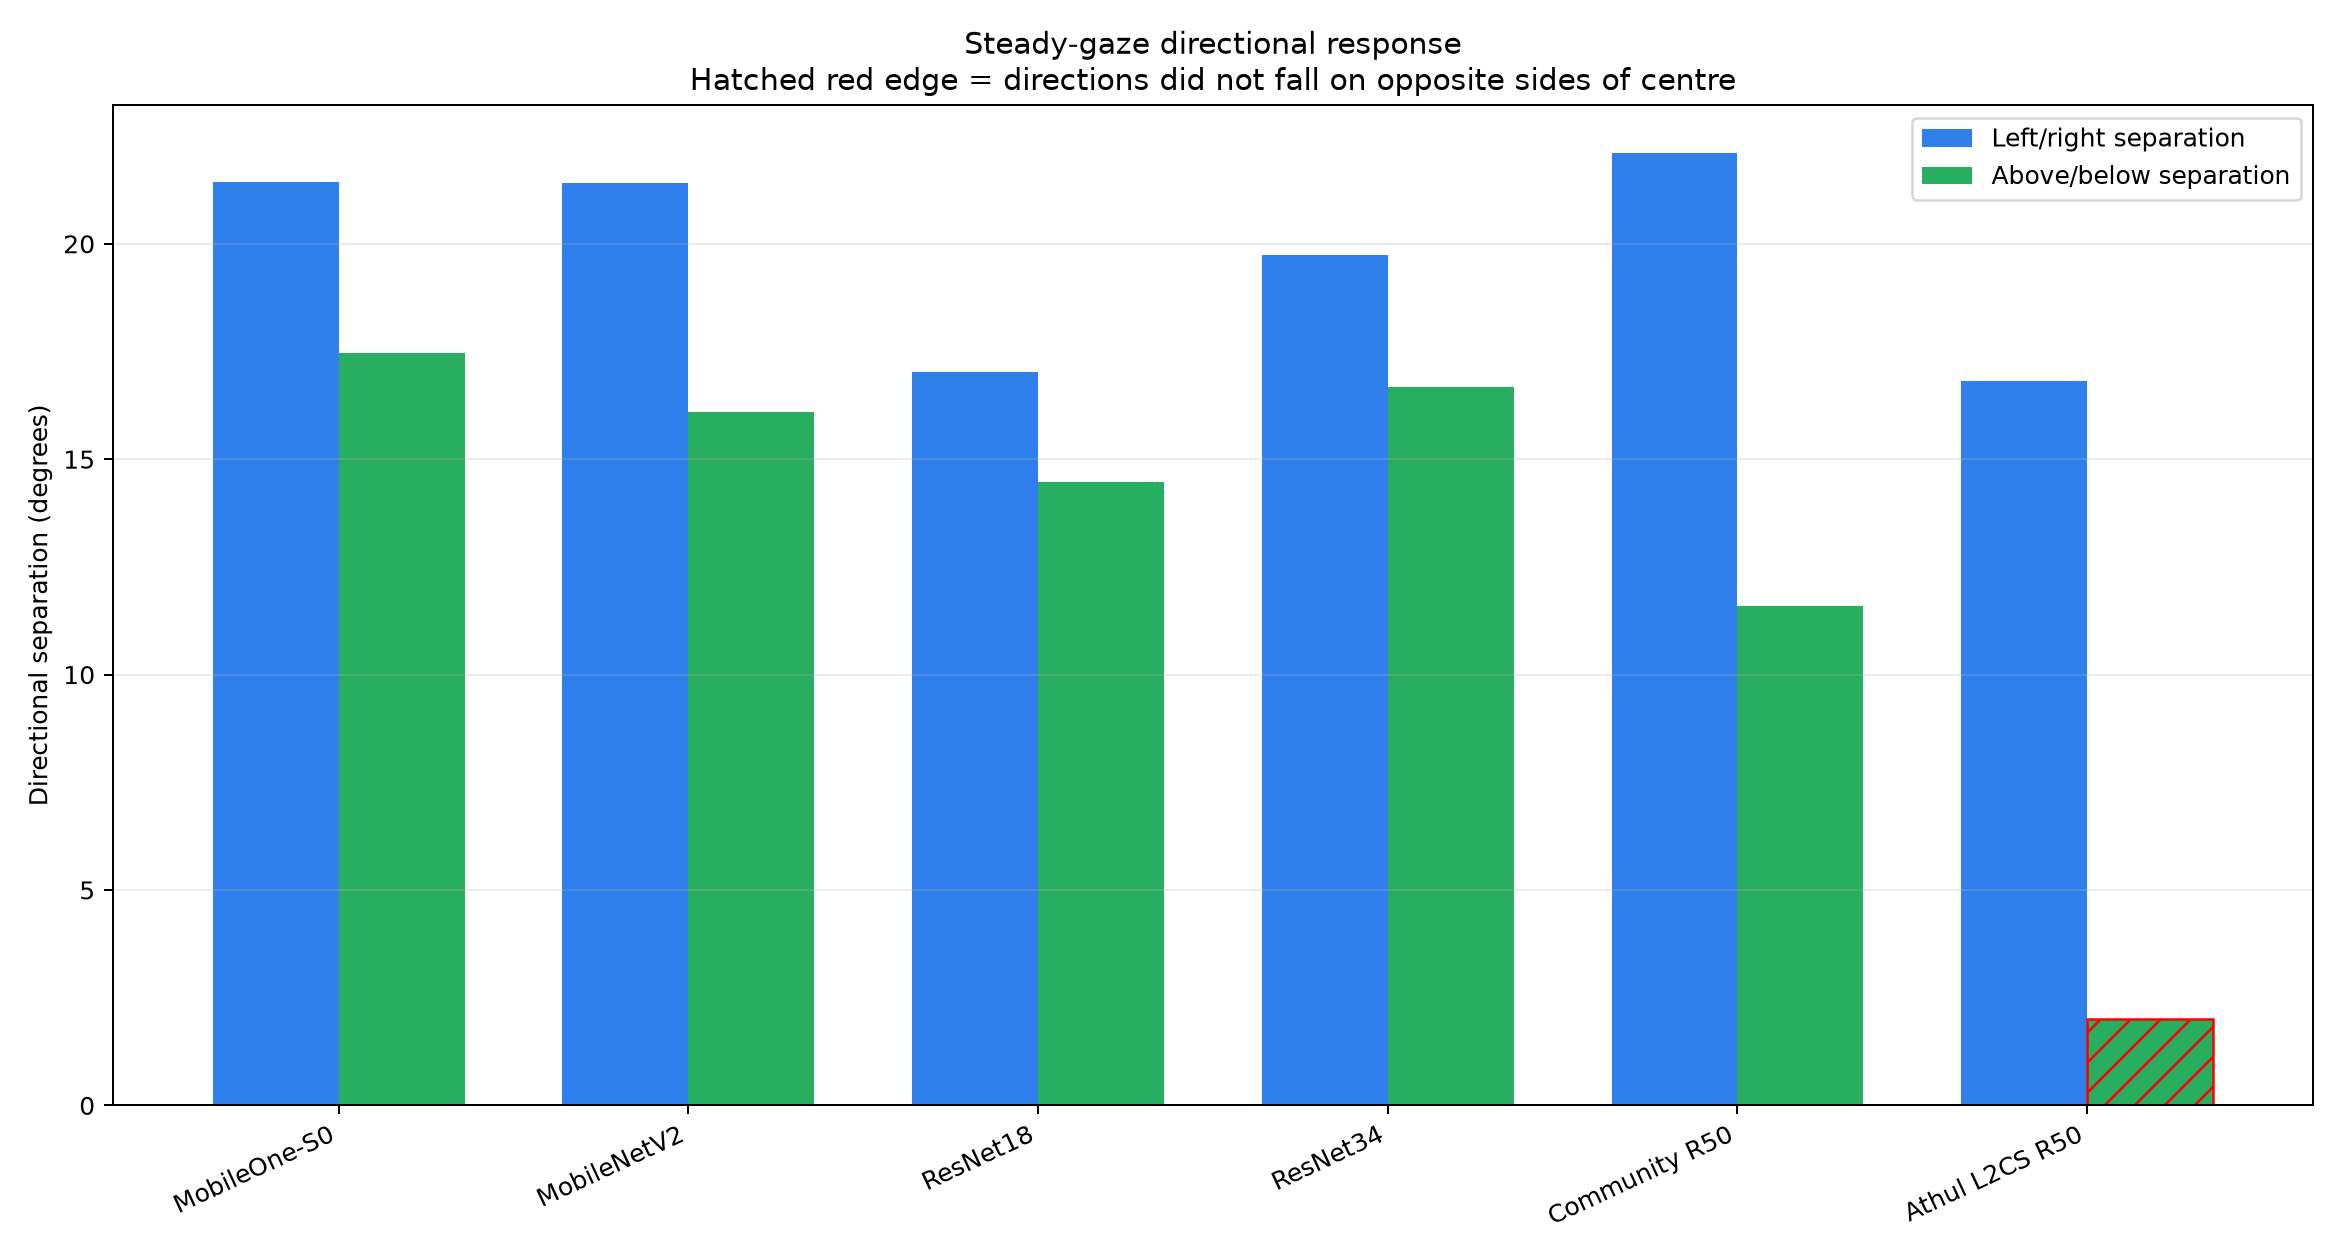 Steady-gaze directional response
Hatched red edge = directions did not fall on opposite sides of centre
Left/right separation
Above/below separation
Directional separation (degrees)
20
15
10
5
0
MobileOne-S0
MobileNetV2
ResNet18
ResNet34
Community R50
Athul L2CS R50